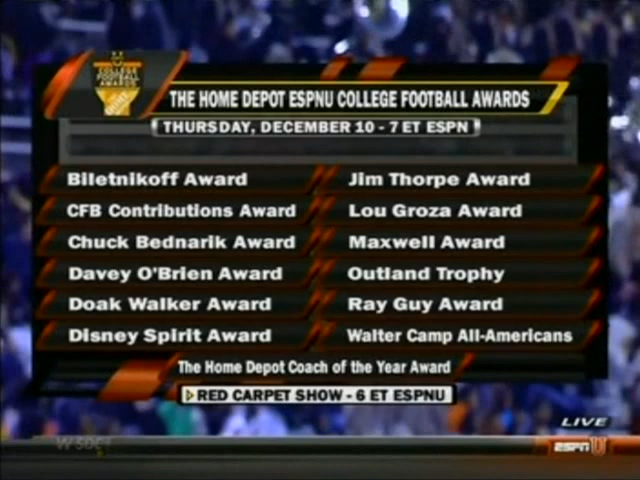 COLLEGE
FOOTBALL
AWARDS
THE HOME DEPOT ESPNU COLLEGE FOOTBALL AWARDS
THURSDAY, DECEMBER 10 - 7 ET ESPN
Biletnikoff Award
Jim Thorpe Award
CFB Contributions Award
Lou Groza Award
Chuck Bednarik Award
Maxwell Award
Davey O'Brien Award
Outland Trophy
Doak Walker Award
Ray Guy Award
Disney Spirit Award
Walter Camp All-Americans
The Home Depot Coach of the Year Award
RED CARPET SHOW - 6 ET ESPNU
LIVE
ESPNU